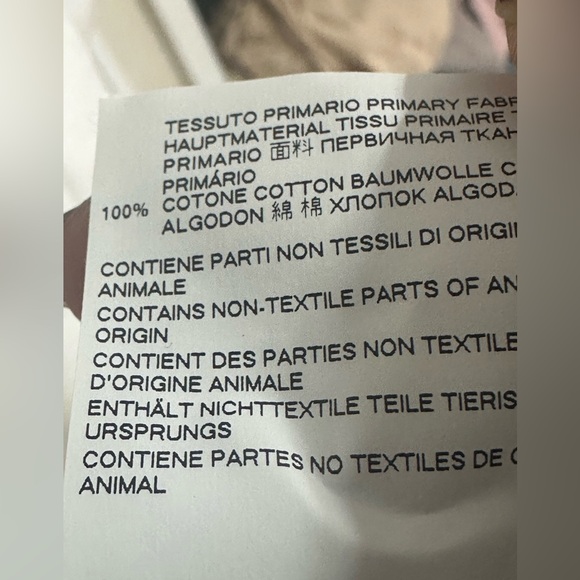 TESSUTO PRIMARIO PRIMARY
HAUPTMATERIAL TISSU PRIMAIRE
PRIMARIO 面料 ПЕРВИЧНАЯ
PRIMÁRIO
100% COTONE COTTON BAUMWOLLE
ALGODON 綿 棉 ХЛОПОК
CONTIENE PARTI NON TESSILI DI
ANIMALE
CONTAINS NON-TEXTILE PARTS OF
ORIGIN
CONTIENT DES PARTIES NON
D'ORIGINE ANIMALE
ENTHÄLT NICHTTEXTILE TEILE
URSPRUNGS
CONTIENE PARTES NO TEXTILES DE
ANIMAL